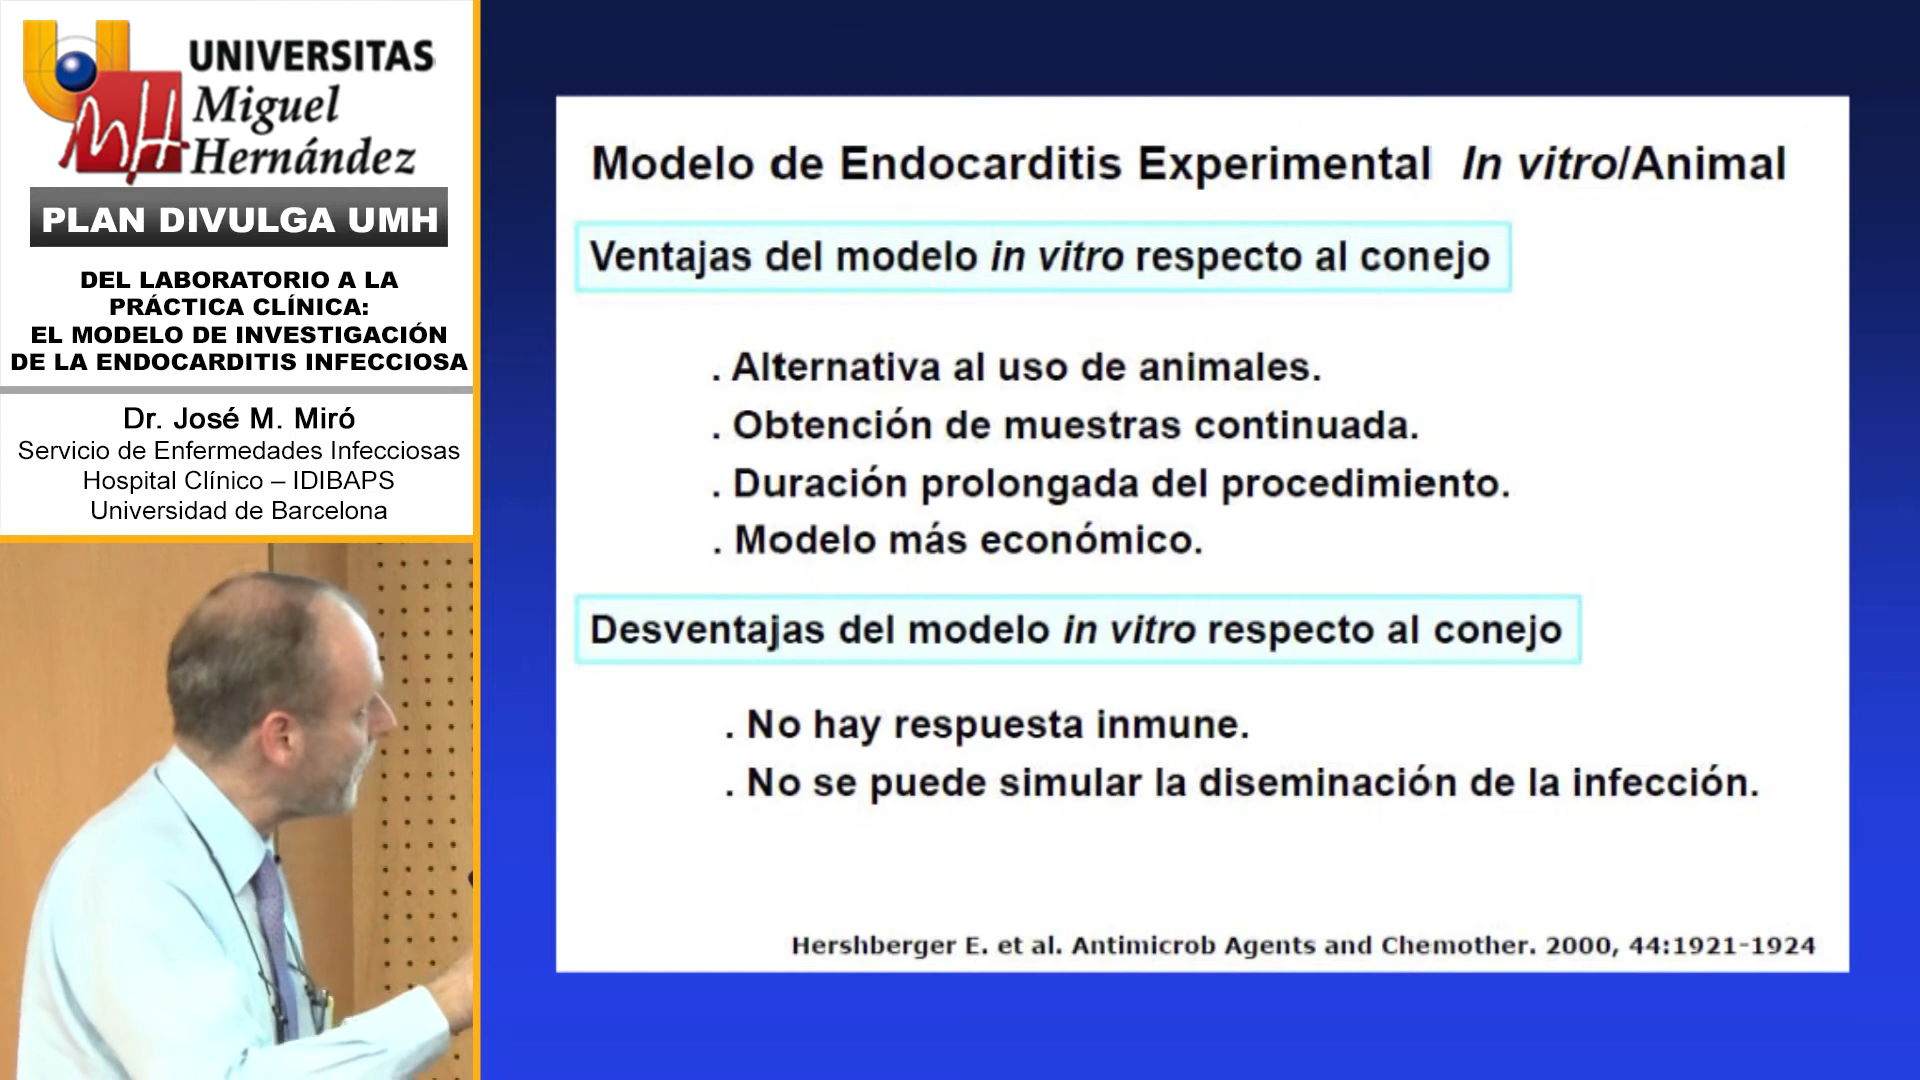 UNIVERSITAS
Miguel
Hernández
PLAN DIVULGA UMH
DEL LABORATORIO A LA
PRÁCTICA CLÍNICA:
EL MODELO DE INVESTIGACIÓN
DE LA ENDOCARDITIS INFECCIOSA
Dr. José M. Miró
Servicio de Enfermedades Infecciosas
Hospital Clínico – IDIBAPS
Universidad de Barcelona
Modelo de Endocarditis Experimental In vitro/Animal
Ventajas del modelo in vitro respecto al conejo
. Alternativa al uso de animales.
. Obtención de muestras continuada.
. Duración prolongada del procedimiento.
. Modelo más económico.
Desventajas del modelo in vitro respecto al conejo
. No hay respuesta inmune.
. No se puede simular la diseminación de la infección.
Hershberger E. et al. Antimicrob Agents and Chemother. 2000, 44:1921-1924